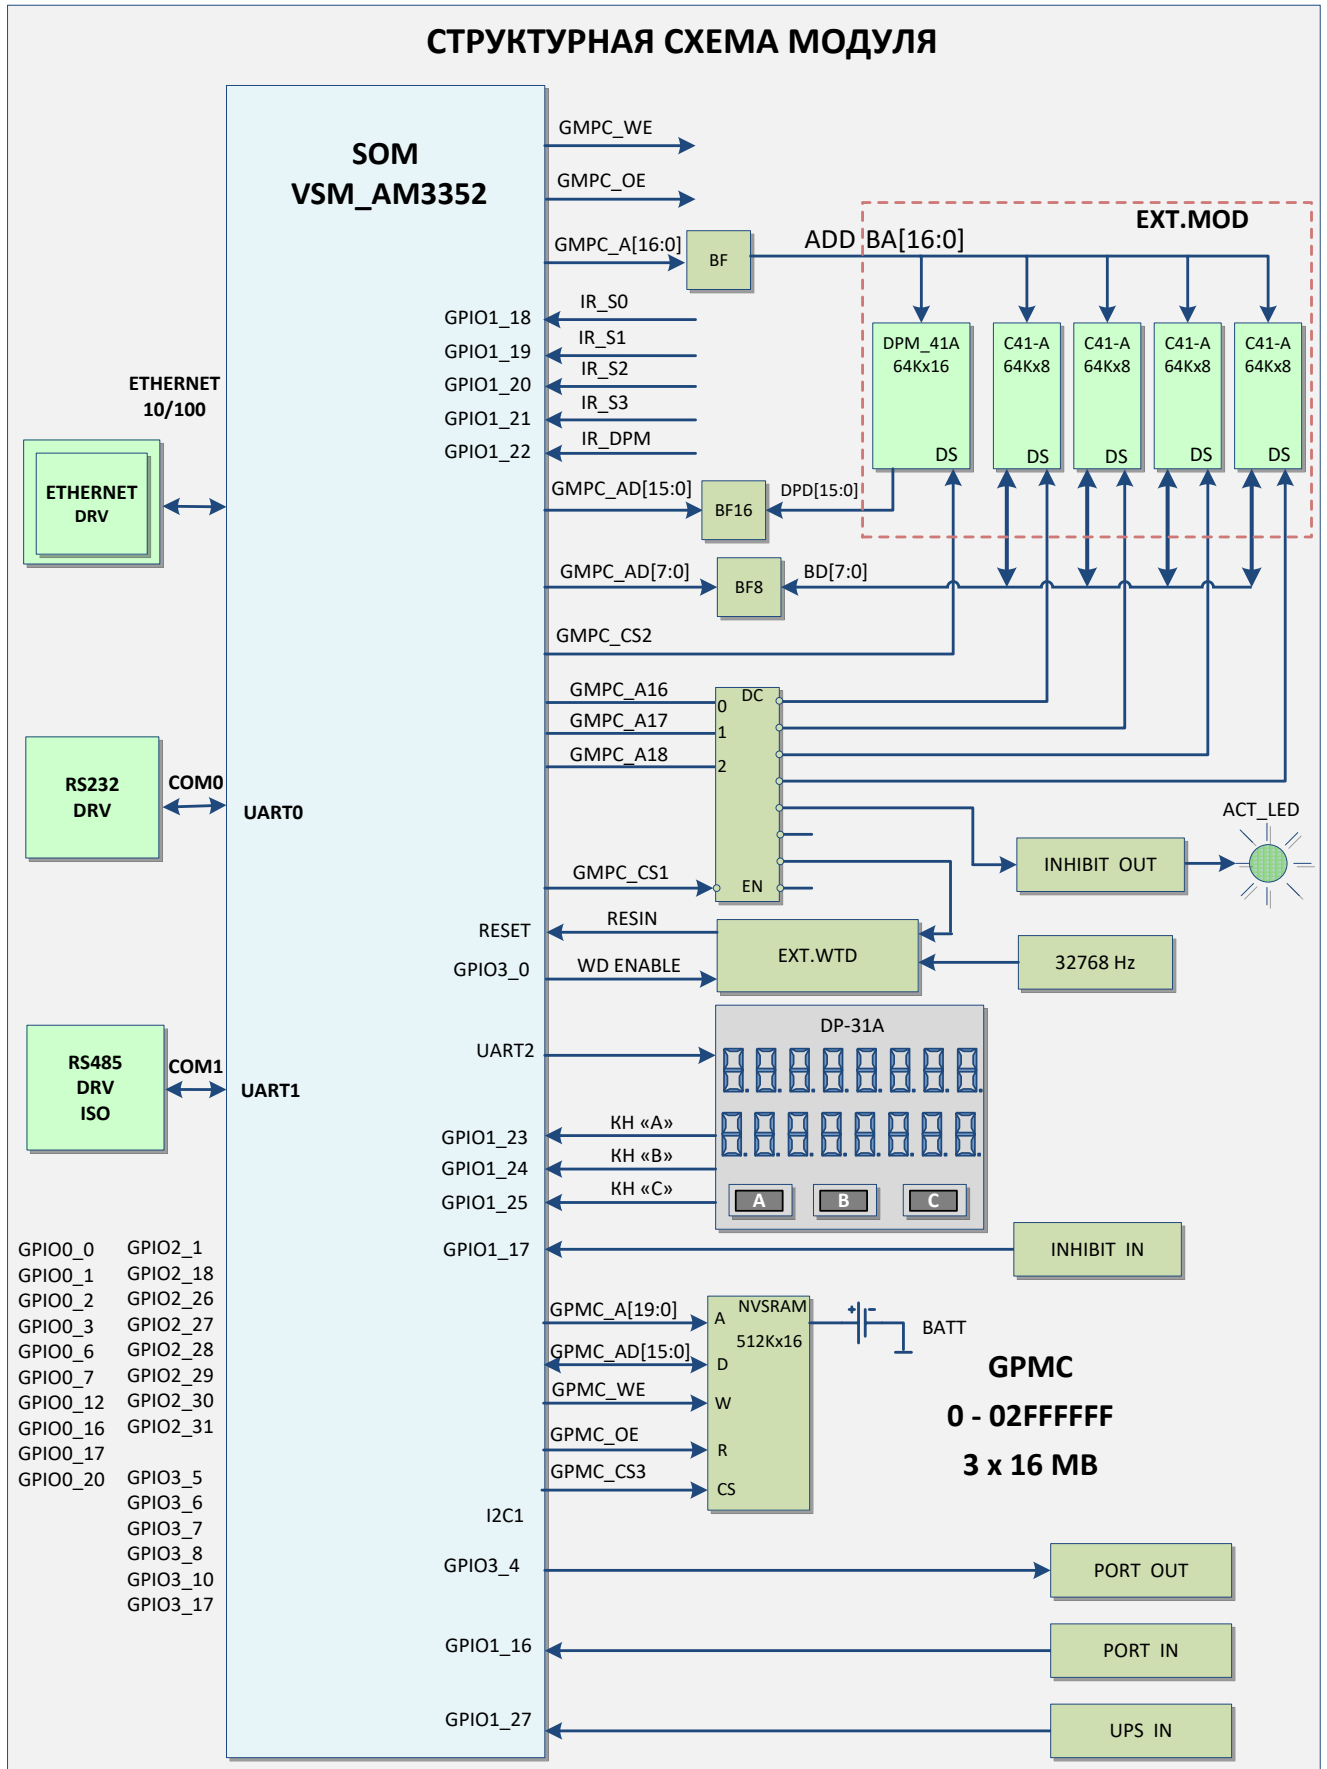 СТРУКТУРНАЯ СХЕМА МОДУЛЯ
SOM
VSM_AM3352
GMPC_WE
GMPC_OE
GMPC_A[16:0]
BF
ADD BA[16:0]
EXT.MOD
GPIO1_18
IR_S0
GPIO1_19
IR_S1
GPIO1_20
IR_S2
GPIO1_21
IR_S3
GPIO1_22
IR_DPM
DPM_41A
64Kx16
DS
C41-A
64Kx8
DS
C41-A
64Kx8
DS
C41-A
64Kx8
DS
C41-A
64Kx8
DS
ETHERNET
10/100
ETHERNET
DRV
GMPC_AD[15:0]
BF16
DPD[15:0]
GMPC_AD[7:0]
BF8
BD[7:0]
GMPC_CS2
GMPC_A16
GMPC_A17
GMPC_A18
DC
0
1
2
EN
GMPC_CS1
RS232
DRV
COM0
UART0
INHIBIT OUT
ACT_LED
RESET
RESIN
GPIO3_0
WD ENABLE
EXT.WTD
32768 Hz
RS485
DRV
ISO
COM1
UART1
UART2
DP-31A
GPIO1_23
КН «A»
GPIO1_24
КН «B»
GPIO1_25
КН «C»
A
B
C
GPIO1_17
INHIBIT IN
GPIO0_0
GPIO0_1
GPIO0_2
GPIO0_3
GPIO0_6
GPIO0_7
GPIO0_12
GPIO0_16
GPIO0_17
GPIO0_20
GPIO2_1
GPIO2_18
GPIO2_26
GPIO2_27
GPIO2_28
GPIO2_29
GPIO2_30
GPIO2_31
GPIO3_5
GPIO3_6
GPIO3_7
GPIO3_8
GPIO3_10
GPIO3_17
GPMC_A[19:0]
GPMC_AD[15:0]
GPMC_WE
GPMC_OE
GPMC_CS3
NVSRAM
512Kx16
A
D
W
R
CS
+
-
BATT
GPMC
0 - 02FFFFFF
3 x 16 MB
I2C1
GPIO3_4
PORT OUT
GPIO1_16
PORT IN
GPIO1_27
UPS IN